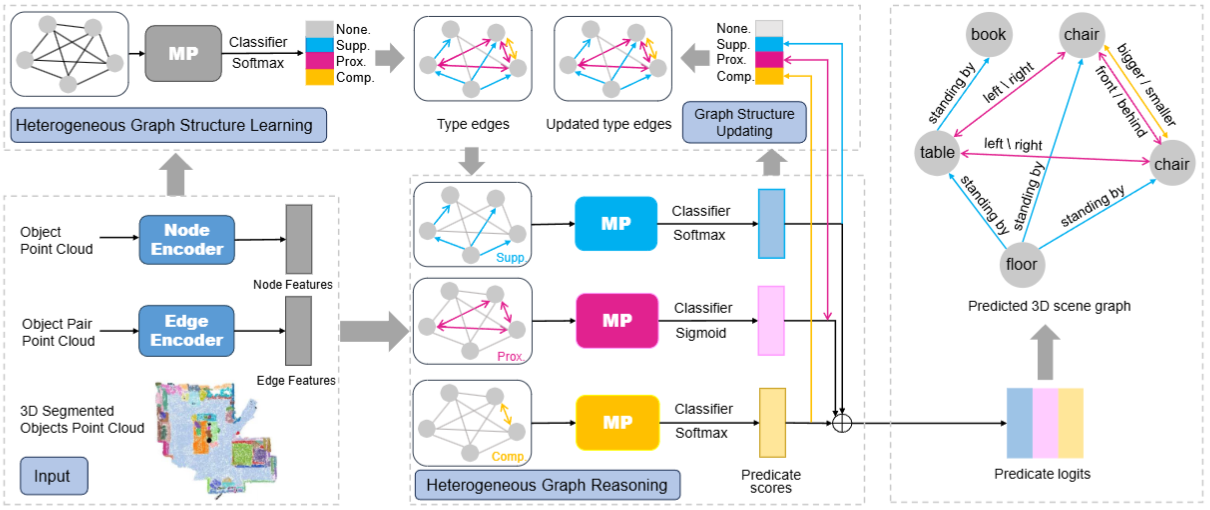 MP
Classifier
Softmax
None.
Supp.
Prox.
Comp.
Heterogeneous Graph Structure Learning
Type edges
Updated type edges
None.
Supp.
Prox.
Comp.
Graph Structure
Updating
Object
Point Cloud
Node
Encoder
Node Features
Object Pair
Point Cloud
Edge
Encoder
Edge Features
3D Segmented
Objects Point Cloud
Input
Supp.
MP
Classifier
Softmax
Prox.
MP
Classifier
Sigmoid
Comp.
MP
Classifier
Softmax
Predicate
scores
Heterogeneous Graph Reasoning
book
chair
standing by
left \ right
bigger / smaller
front / behind
table
left \ right
chair
standing by
standing by
standing by
floor
Predicted 3D scene graph
Predicate logits